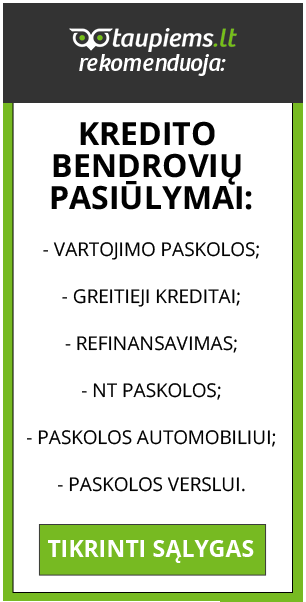 taupiems.lt
rekomenduoja:
KREDITO
BENDROVIŲ
PASIŪLYMAI:
- VARTOJIMO PASKOLOS;
- GREITIEJI KREDITAI;
- REFINANSAVIMAS;
- NT PASKOLOS;
- PASKOLOS AUTOMOBILIUI;
- PASKOLOS VERSLUI.
TIKRINTI SĄLYGAS